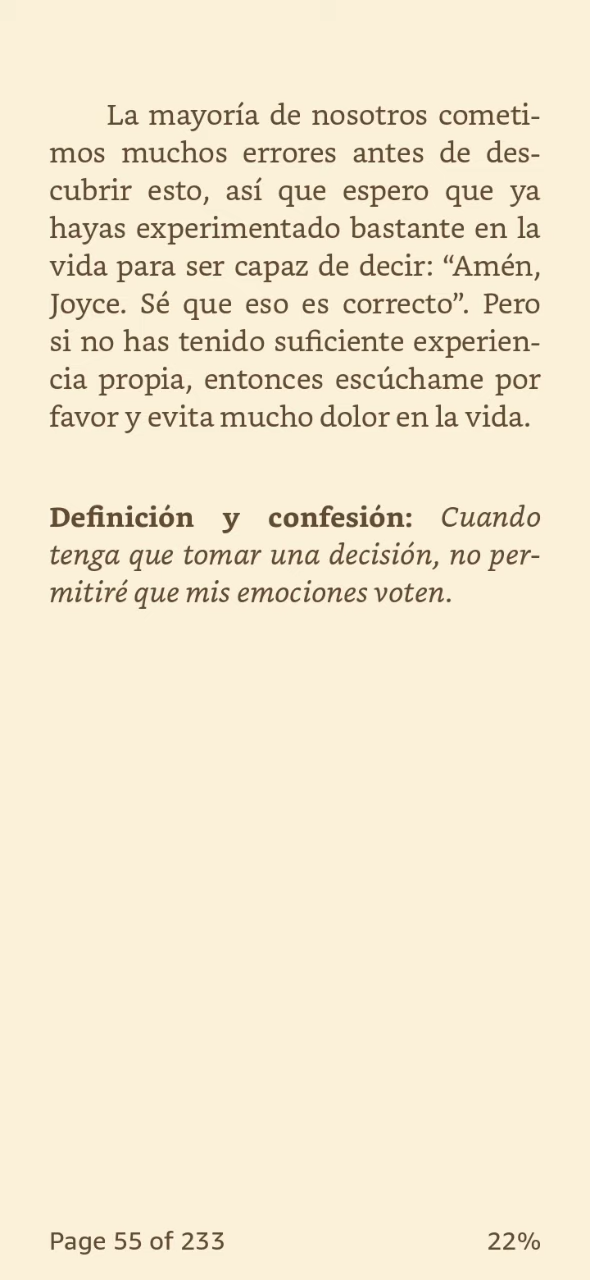 La mayoría de nosotros cometi-
mos muchos errores antes de des-
cubrir esto, así que espero que ya
hayas experimentado bastante en la
vida para ser capaz de decir: “Amén,
Joyce. Sé que eso es correcto”. Pero
si no has tenido suficiente experien-
cia propia, entonces escúchame por
favor y evita mucho dolor en la vida.
Definición y confesión: Cuando
tenga que tomar una decisión, no per-
mitiré que mis emociones voten.
Page 55 of 233 22%